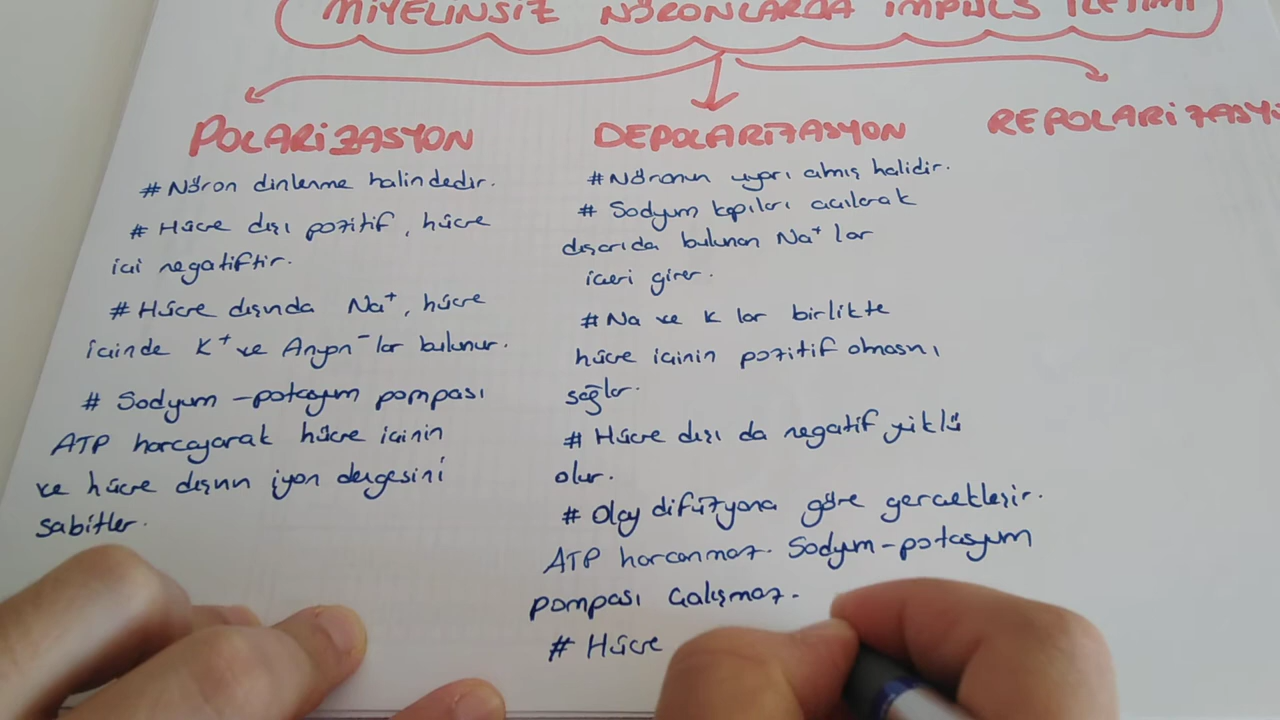 MİYELİNSİZ NÖRONLARDA İMPULS İLETİMİ
POLARİZASYON
# Nöron dinlenme halindedir.
# Hücre dışı pozitif, hücre
içi negatiftir.
# Hücre dışında Na⁺, hücre
içinde K⁺ ve Anyon⁻lar bulunur.
# Sodyum-potasyum pompası
ATP harcayarak hücre içinin
ve hücre dışının iyon dengesini
sabitler.
DEPOLARİZASYON
# Nöronun uyarı almış halidir.
# Sodyum kapıları açılarak
dışarıda bulunan Na⁺ lar
içeri girer.
# Na ve K lar birlikte
hücre içinin pozitif olmasını
sağlar.
# Hücre dışı da negatif yüklü
olur.
# Olay difüzyona göre gerçekleşir.
ATP harcanmaz. Sodyum-potasyum
pompası çalışmaz.
# Hücre
REPOLARİZASYO